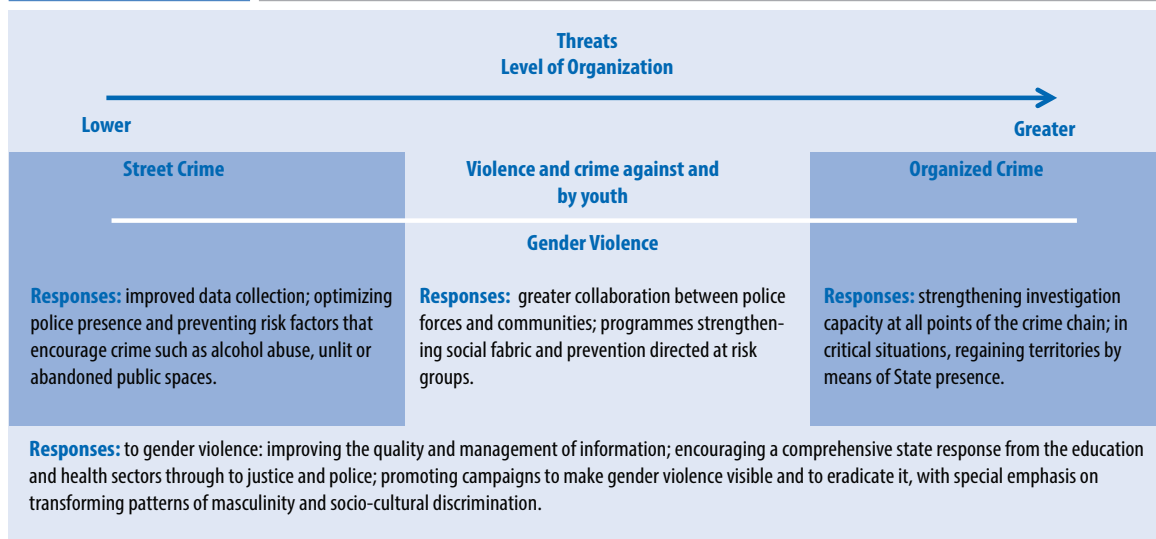 Threats
Level of Organization
Lower
Greater
Street Crime
Violence and crime against and
by youth
Organized Crime
Gender Violence
Responses: improved data collection; optimizing
police presence and preventing risk factors that
encourage crime such as alcohol abuse, unlit or
abandoned public spaces.
Responses: greater collaboration between police
forces and communities; programmes strengthen-
ing social fabric and prevention directed at risk
groups.
Responses: strengthening investigation
capacity at all points of the crime chain; in
critical situations, regaining territories by
means of State presence.
Responses: to gender violence: improving the quality and management of information; encouraging a comprehensive state response from the education
and health sectors through to justice and police; promoting campaigns to make gender violence visible and to eradicate it, with special emphasis on
transforming patterns of masculinity and socio-cultural discrimination.